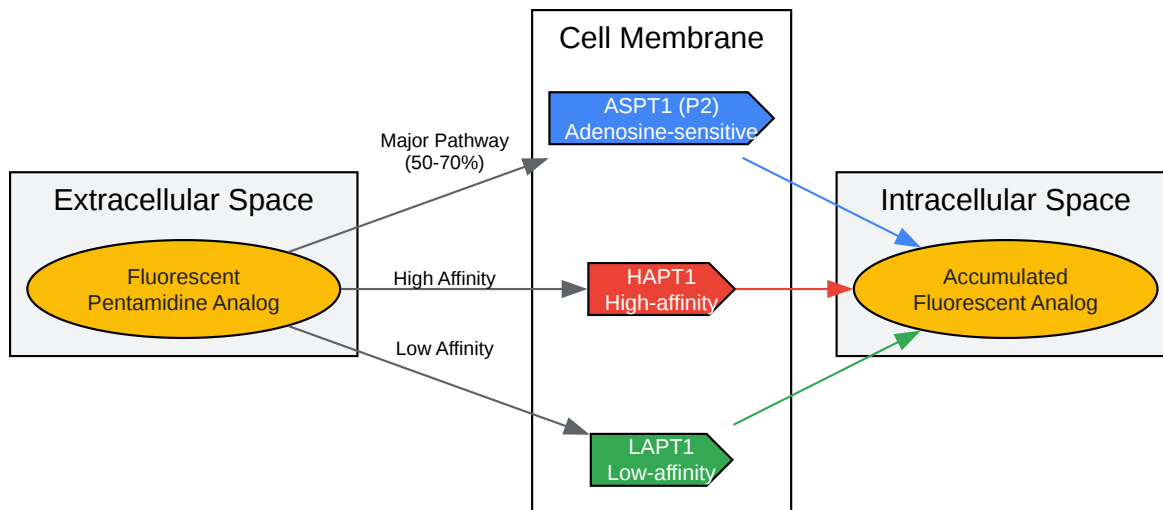 Cell Membrane
ASPT1 (P2)
Adenosine-sensitive
Major Pathway
(50-70%)
Extracellular Space
Intracellular Space
Fluorescent
Pentamidine Analog
High Affinity
HAPT1
High-affinity
Accumulated
Fluorescent Analog
Low Affinity
LAPT1
Low-affinity